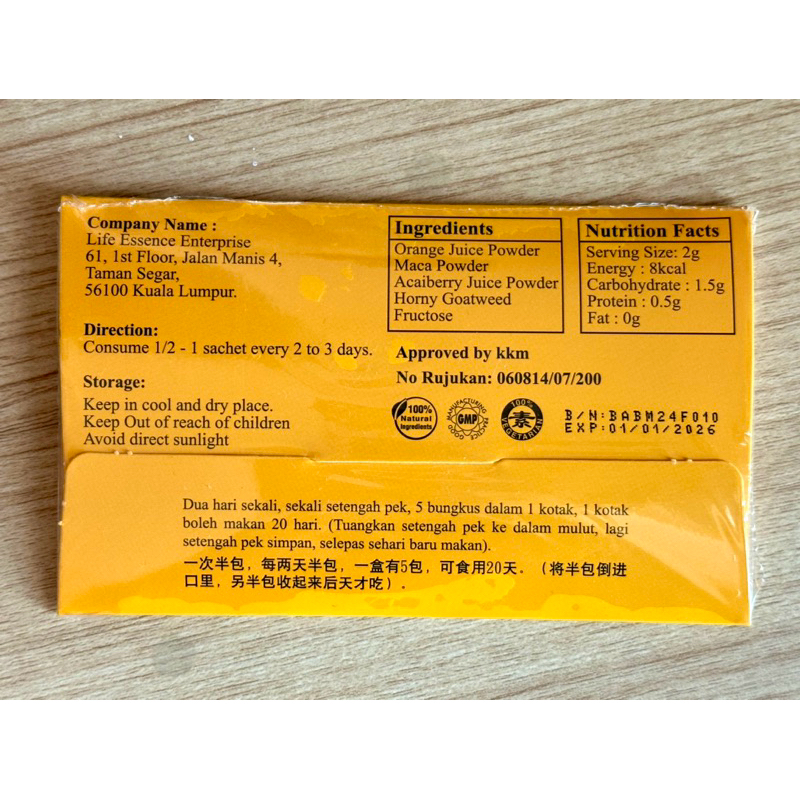 Company Name :
Life Essence Enterprise
61, 1st Floor, Jalan Manis 4,
Taman Segar,
56100 Kuala Lumpur.
Direction:
Consume 1/2 - 1 sachet every 2 to 3 days.
Storage:
Keep in cool and dry place.
Keep Out of reach of children
Avoid direct sunlight
Ingredients
Orange Juice Powder
Maca Powder
Acaiberry Juice Powder
Horny Goatweed
Fructose
Nutrition Facts
Serving Size: 2g
Energy : 8kcal
Carbohydrate : 1.5g
Protein : 0.5g
Fat : 0g
Approved by kkm
No Rujukan: 060814/07/200
100%
Natural
Ingredients
GOOD MANUFACTURING PRACTICE
GMP
100%
素
VEGETARIAN
B/N:BABM24F010
EXP:01/01/2026
Dua hari sekali, sekali setengah pek, 5 bungkus dalam 1 kotak, 1 kotak
boleh makan 20 hari. (Tuangkan setengah pek ke dalam mulut, lagi
setengah pek simpan, selepas sehari baru makan).
一次半包，每两天半包，一盒有5包，可食用20天。（将半包倒进
口里，另半包收起来后天才吃）.